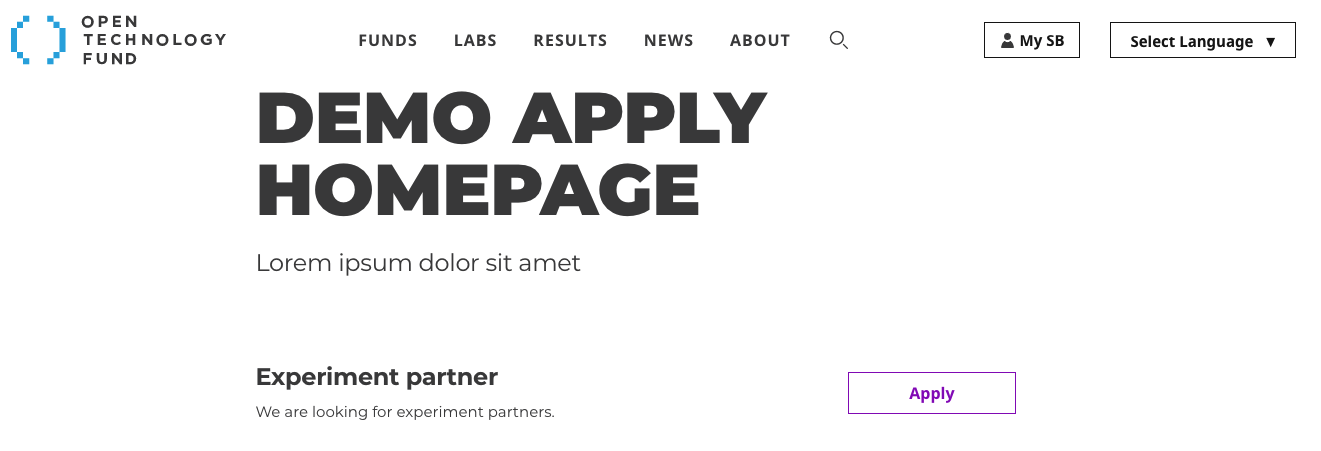 OPEN
TECHNOLOGY
FUND
FUNDS LABS RESULTS NEWS ABOUT
My SB
Select Language ▼
DEMO APPLY
HOMEPAGE
Lorem ipsum dolor sit amet
Experiment partner
We are looking for experiment partners.
Apply